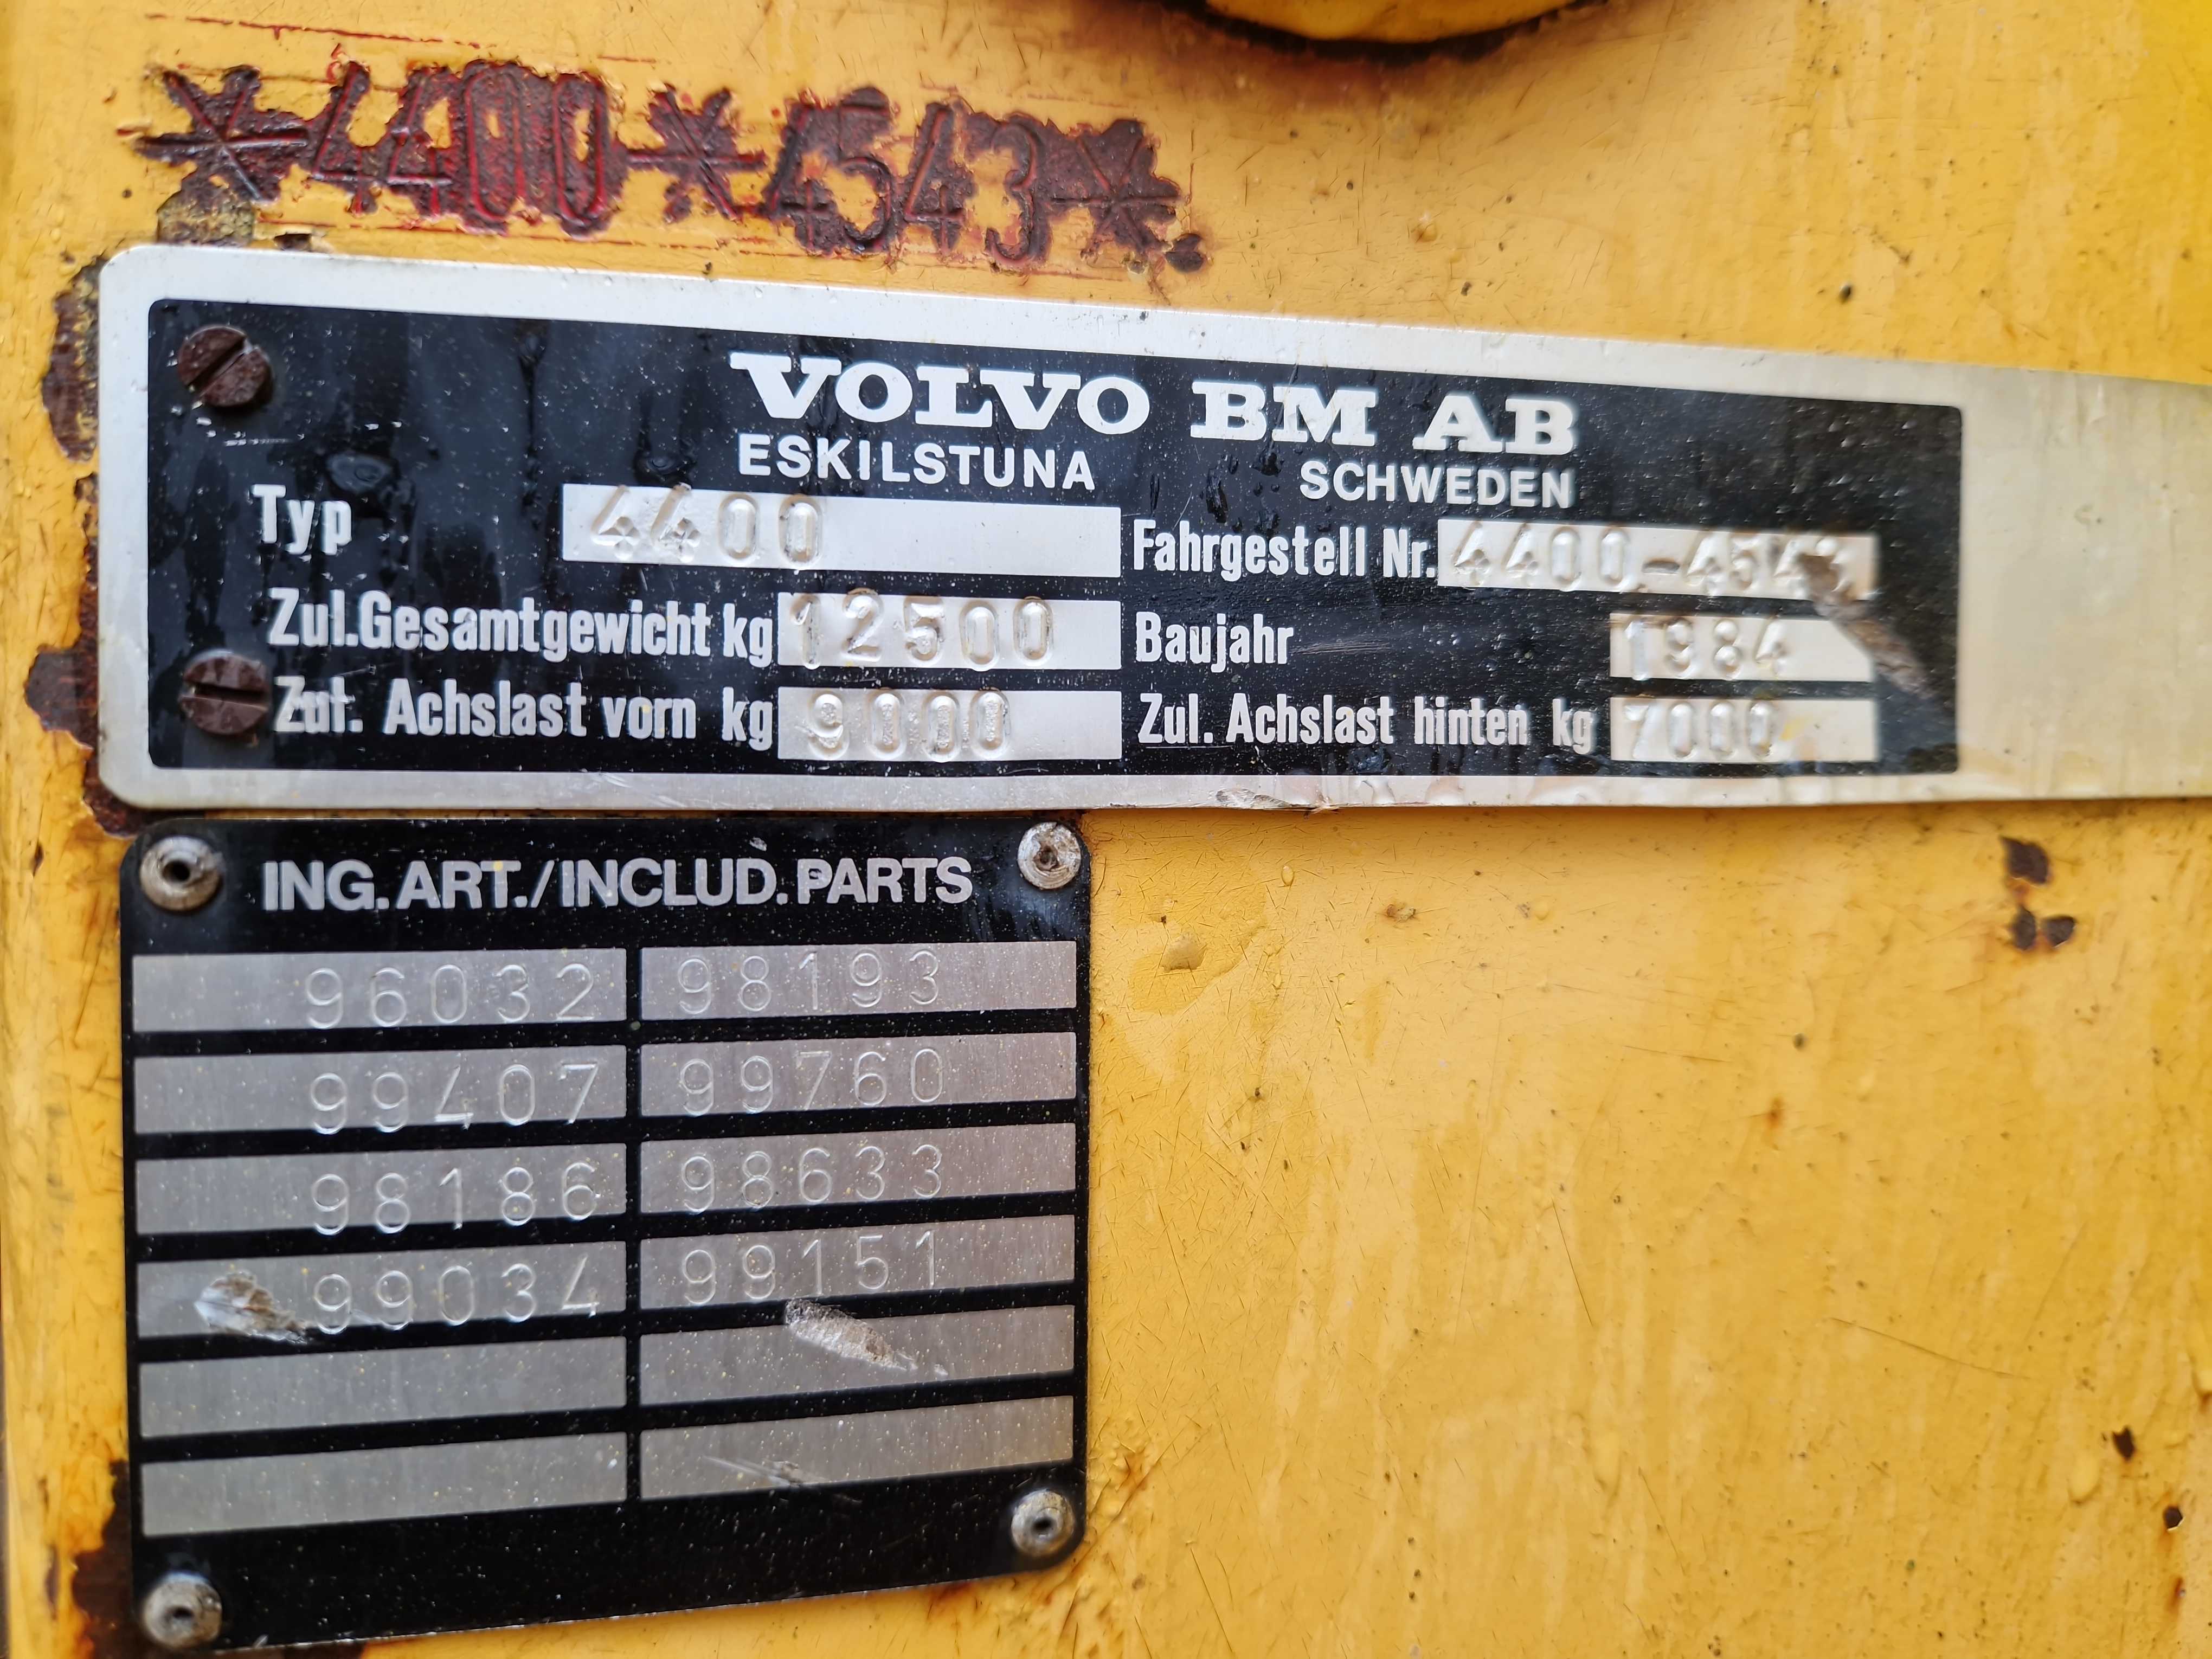 *4400*4543*
VOLVO BM AB
ESKILSTUNA SCHWEDEN
Typ 4400 Fahrgestell Nr. 4400-4543
Zul.Gesamtgewicht kg 12500 Baujahr 1984
Zul. Achslast vorn kg 9000 Zul. Achslast hinten kg 7000
ING.ART./INCLUD.PARTS
96032 98193
99407 99760
98186 98633
99034 99151